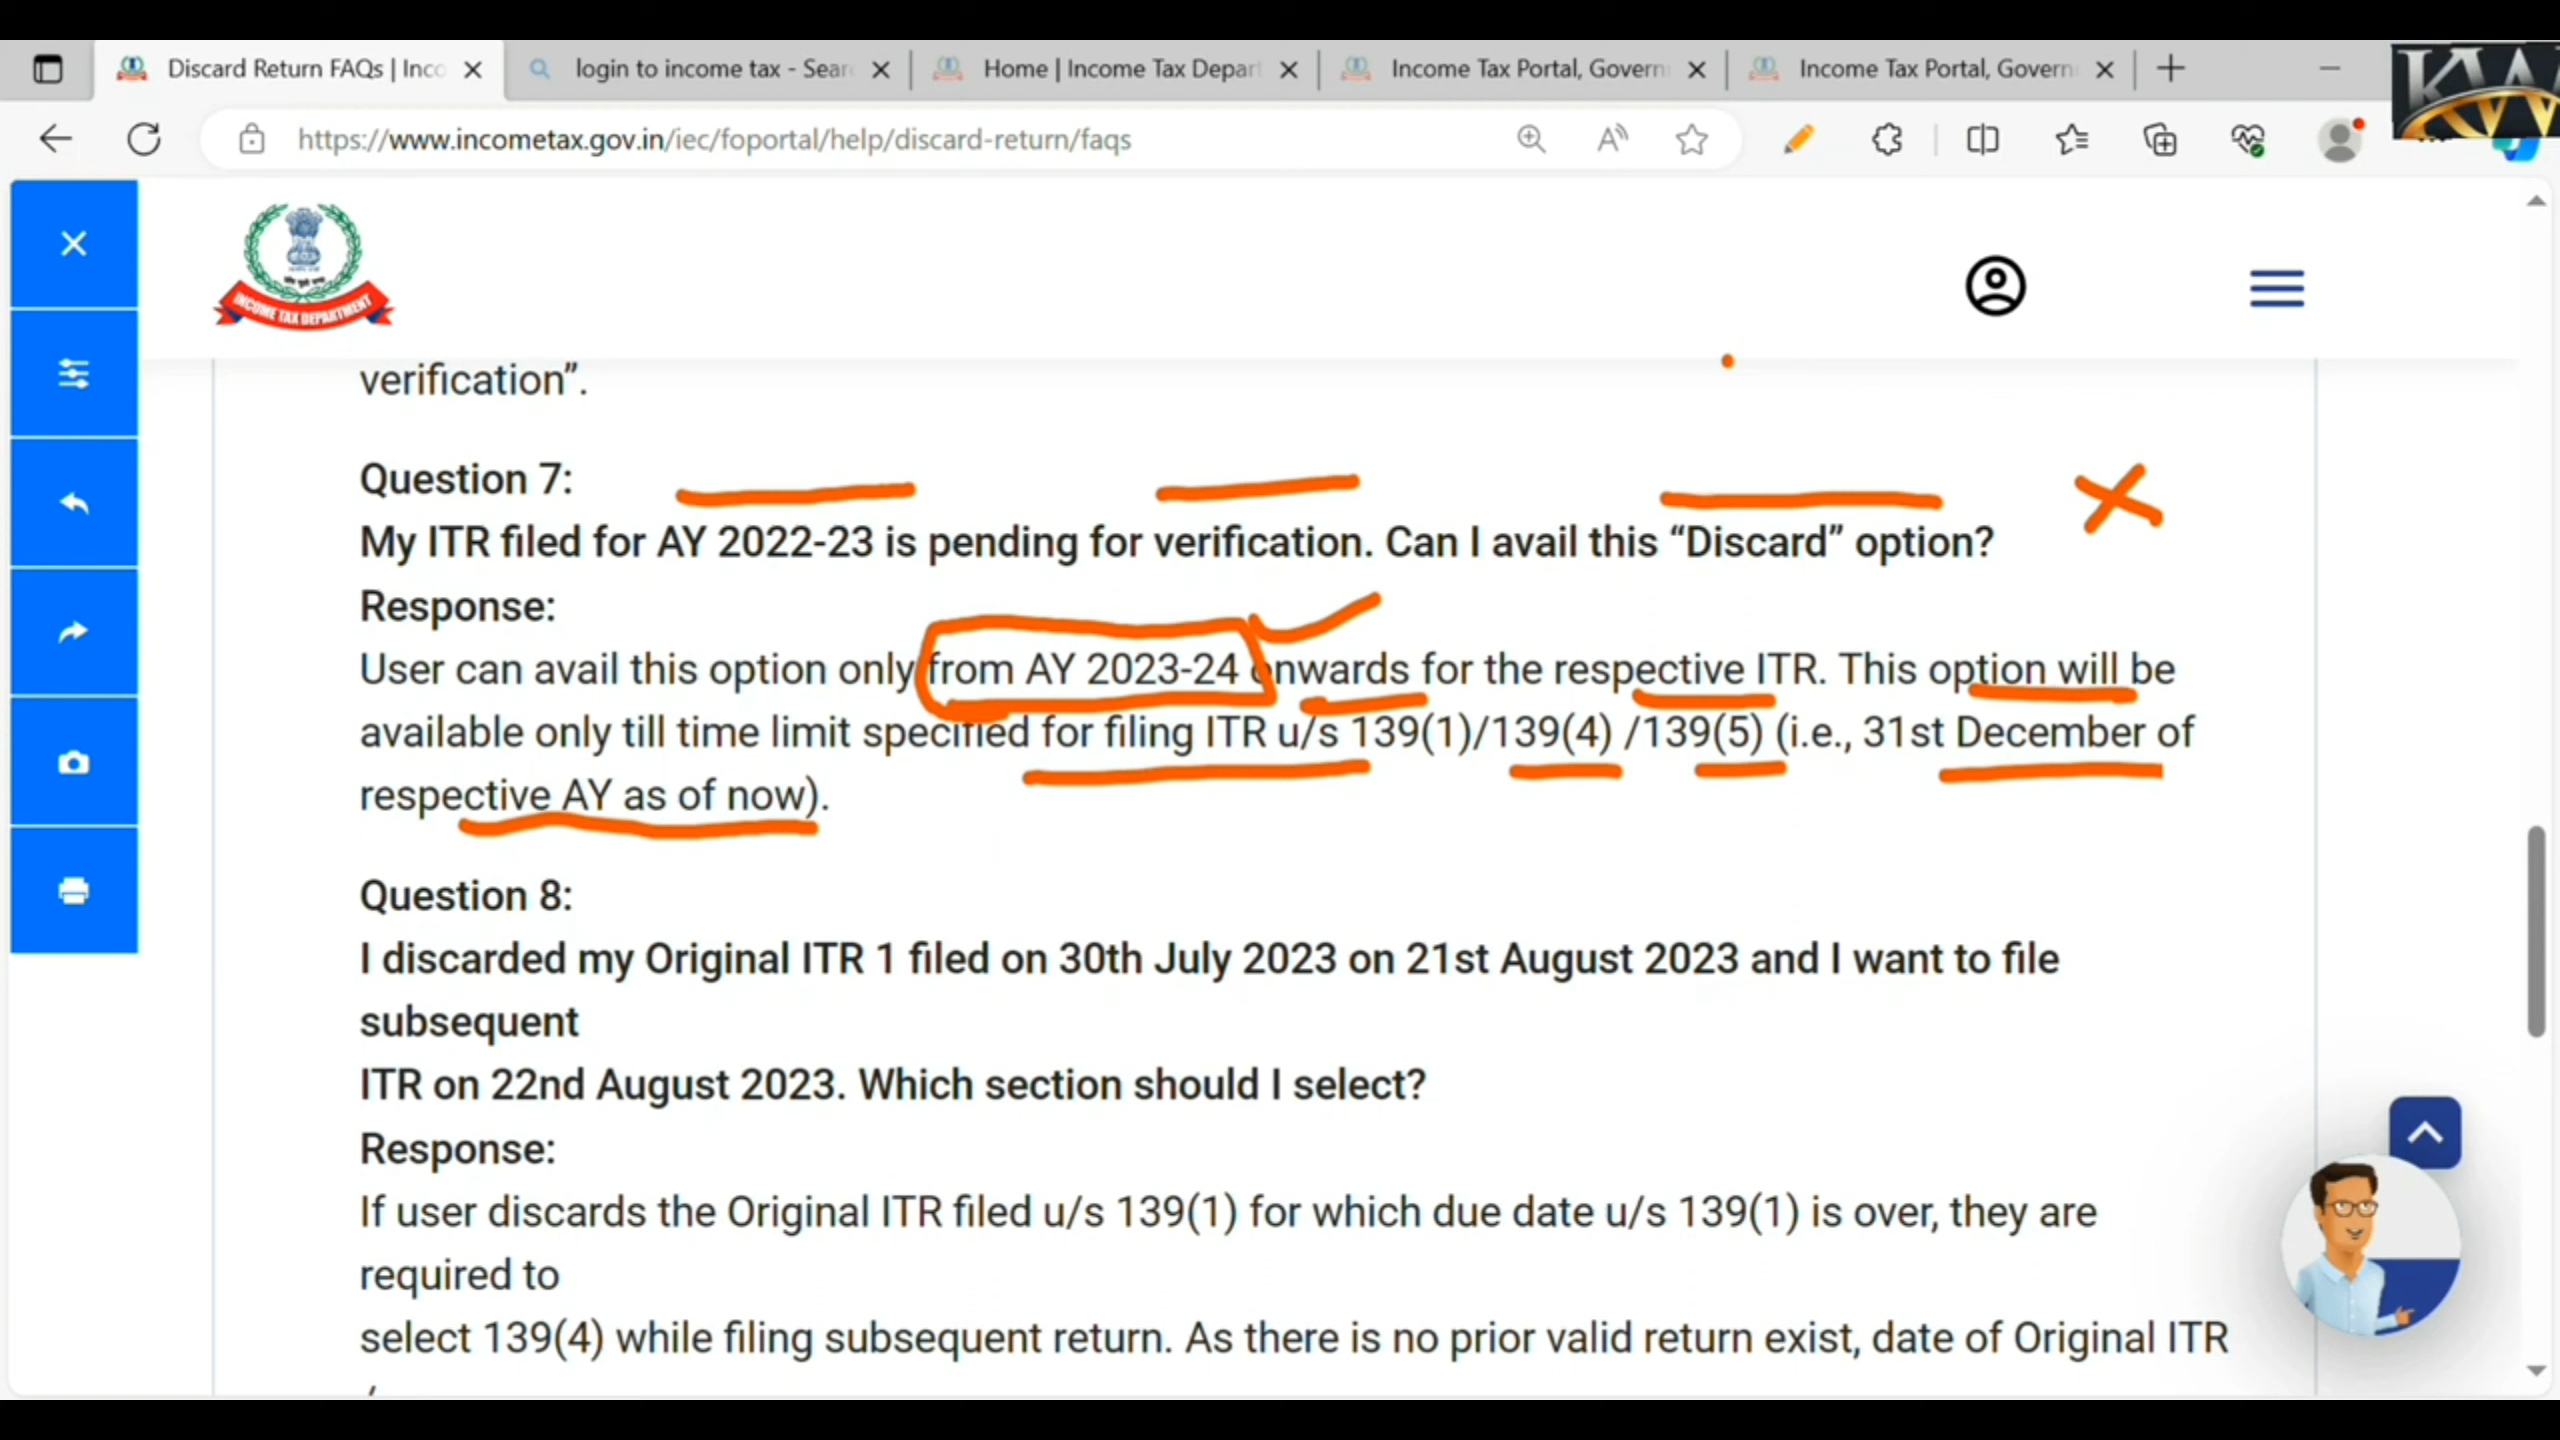 Discard Return FAQs | Inco
login to income tax - Sear
Home | Income Tax Depart
Income Tax Portal, Govern
Income Tax Portal, Govern
KW
https://www.incometax.gov.in/iec/foportal/help/discard-return/faqs
INCOME TAX DEPARTMENT
verification”.
Question 7:
My ITR filed for AY 2022-23 is pending for verification. Can I avail this “Discard” option?
Response:
User can avail this option only from AY 2023-24 onwards for the respective ITR. This option will be
available only till time limit specified for filing ITR u/s 139(1)/139(4) /139(5) (i.e., 31st December of
respective AY as of now).
Question 8:
I discarded my Original ITR 1 filed on 30th July 2023 on 21st August 2023 and I want to file
subsequent
ITR on 22nd August 2023. Which section should I select?
Response:
If user discards the Original ITR filed u/s 139(1) for which due date u/s 139(1) is over, they are
required to
select 139(4) while filing subsequent return. As there is no prior valid return exist, date of Original ITR